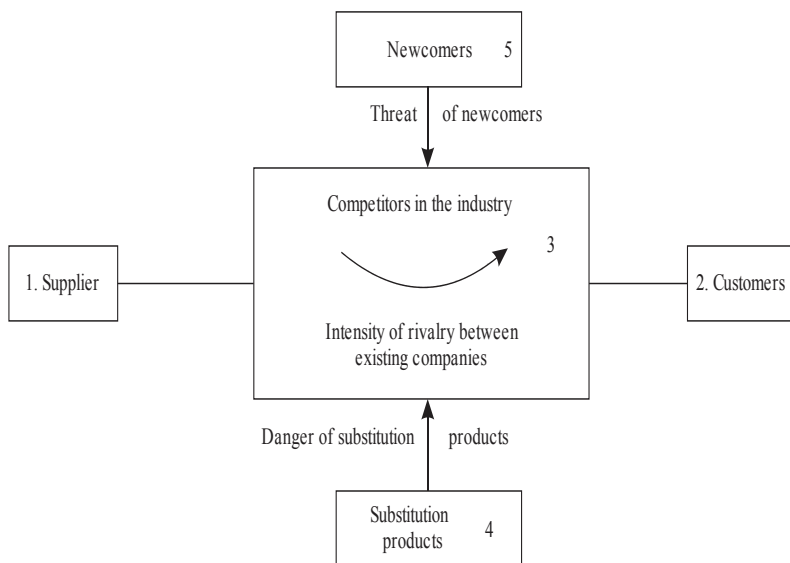 Newcomers 5
Threat of newcomers
Competitors in the industry
3
1. Supplier
2. Customers
Intensity of rivalry between
existing companies
Danger of substitution products
Substitution
products 4